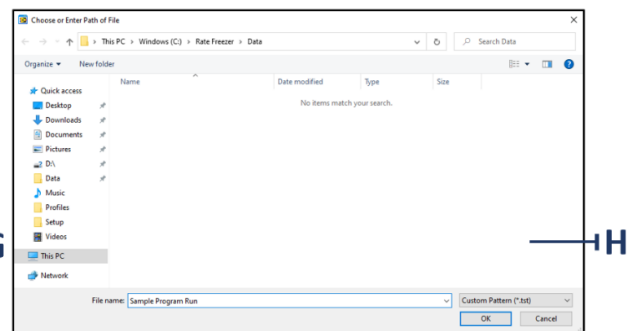 Choose or Enter Path of File
This PC > Windows (C:) > Rate Freezer > Data
Search Data
Organize
New folder
Name
Date modified
Type
Size
No items match your search.
Quick access
Desktop
Downloads
Documents
Pictures
D:\
Data
Music
Profiles
Setup
Videos
This PC
Network
G
H
File name: Sample Program Run
Custom Pattern (*.tst)
OK
Cancel